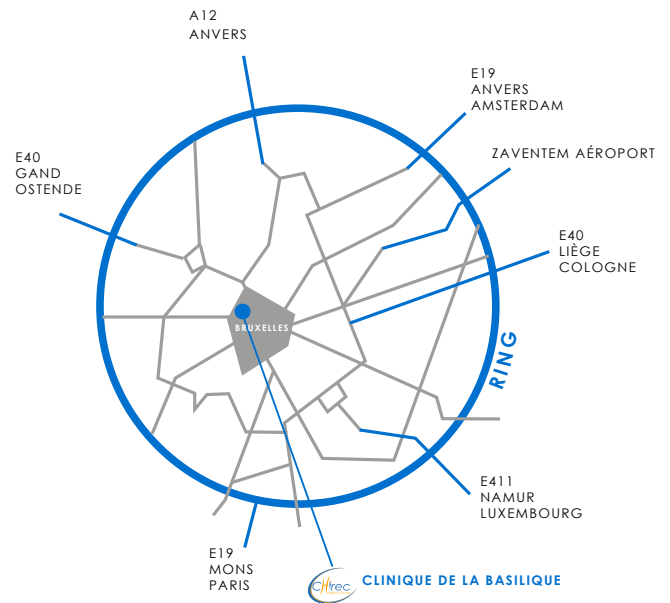 A12
ANVERS
E19
ANVERS
AMSTERDAM
ZAVENTEM AÉROPORT
E40
GAND
OSTENDE
E40
LIÈGE
COLOGNE
BRUXELLES
RING
E411
NAMUR
LUXEMBOURG
E19
MONS
PARIS
CHIrec
CLINIQUE DE LA BASILIQUE